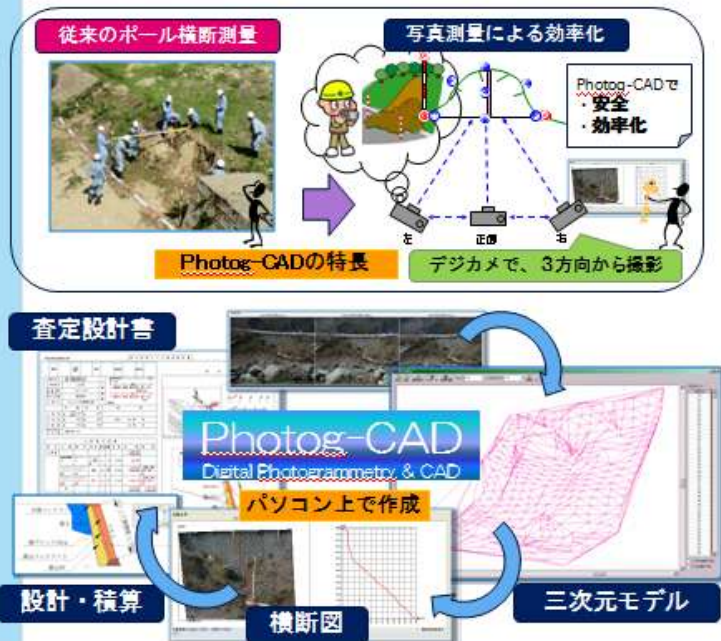 従来のポール横断測量
写真測量による効率化
Photog-CADで
・安全
・効率化
左
正面
右
Photog-CADの特長
デジカメで、３方向から撮影
査定設計書
Photog-CAD
Digital Photogrammetry & CAD
パソコン上で作成
設計・積算
横断図
三次元モデル